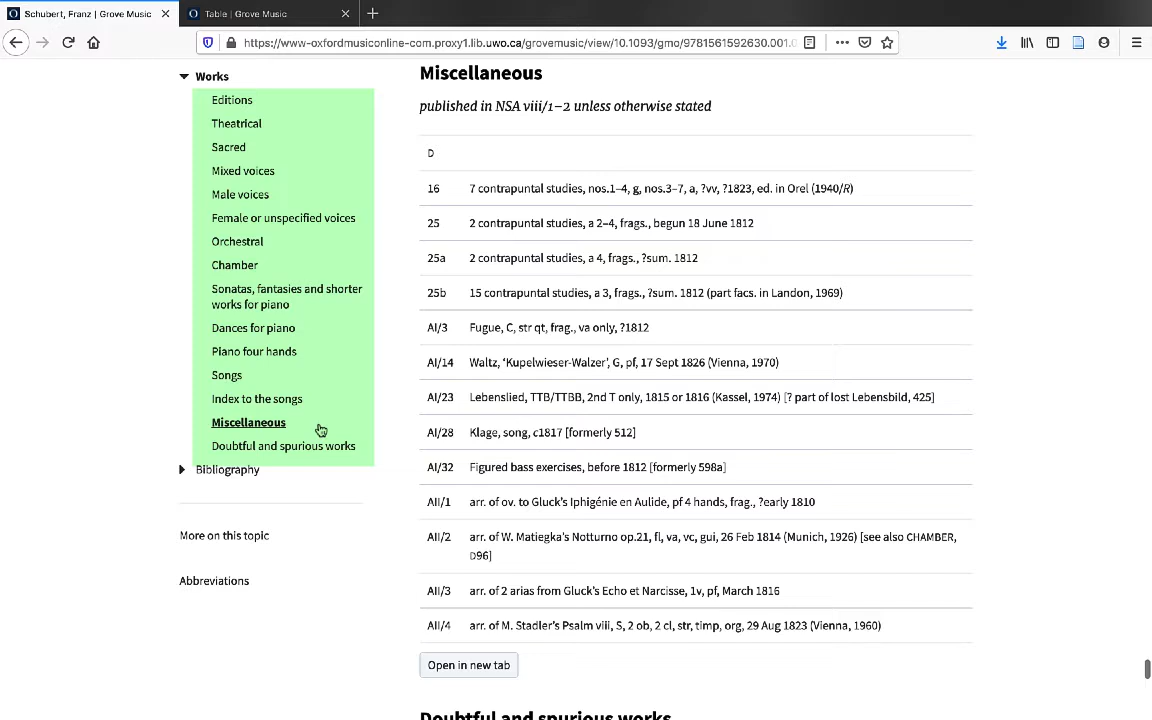 Schubert, Franz | Grove Music
Table | Grove Music
https://www-oxfordmusiconline-com.proxy1.lib.uwo.ca/grovemusic/view/10.1093/gmo/9781561592630.001.0
Works
Editions
Theatrical
Sacred
Mixed voices
Male voices
Female or unspecified voices
Orchestral
Chamber
Sonatas, fantasies and shorter
works for piano
Dances for piano
Piano four hands
Songs
Index to the songs
Miscellaneous
Doubtful and spurious works
Bibliography
More on this topic
Abbreviations
Miscellaneous
published in NSA viii/1–2 unless otherwise stated
D
16 7 contrapuntal studies, nos.1–4, g, nos.3–7, a, ?vv, ?1823, ed. in Orel (1940/R)
25 2 contrapuntal studies, a 2–4, frags., begun 18 June 1812
25a 2 contrapuntal studies, a 4, frags., ?sum. 1812
25b 15 contrapuntal studies, a 3, frags., ?sum. 1812 (part facs. in Landon, 1969)
AI/3 Fugue, C, str qt, frag., va only, ?1812
AI/14 Waltz, ‘Kupelwieser-Walzer’, G, pf, 17 Sept 1826 (Vienna, 1970)
AI/23 Lebenslied, TTB/TTBB, 2nd T only, 1815 or 1816 (Kassel, 1974) [? part of lost Lebensbild, 425]
AI/28 Klage, song, c1817 [formerly 512]
AI/32 Figured bass exercises, before 1812 [formerly 598a]
AII/1 arr. of ov. to Gluck’s Iphigénie en Aulide, pf 4 hands, frag., ?early 1810
AII/2 arr. of W. Matiegka’s Notturno op.21, fl, va, vc, gui, 26 Feb 1814 (Munich, 1926) [see also CHAMBER,
D96]
AII/3 arr. of 2 arias from Gluck’s Echo et Narcisse, 1v, pf, March 1816
AII/4 arr. of M. Stadler’s Psalm viii, S, 2 ob, 2 cl, str, timp, org, 29 Aug 1823 (Vienna, 1960)
Open in new tab
Doubtful and spurious works